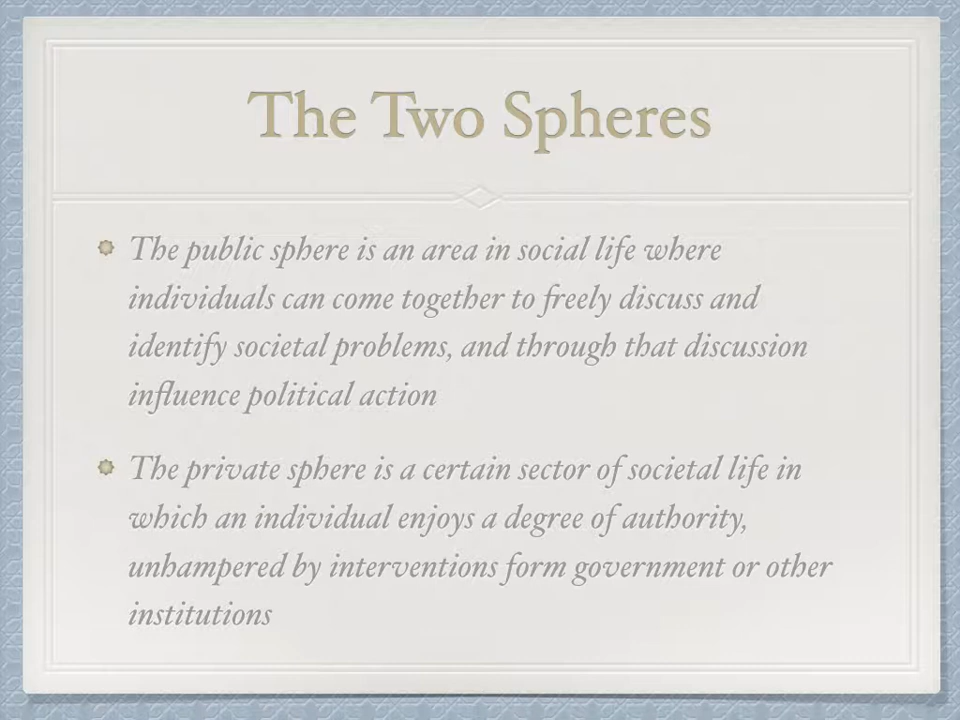 The Two Spheres
The public sphere is an area in social life where
individuals can come together to freely discuss and
identify societal problems, and through that discussion
influence political action
The private sphere is a certain sector of societal life in
which an individual enjoys a degree of authority,
unhampered by interventions form government or other
institutions